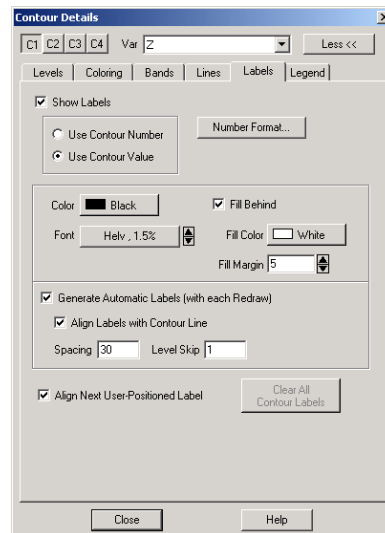 Contour Details
C1 C2 C3 C4 Var Z Less <<
Levels Coloring Bands Lines Labels Legend
Show Labels
Use Contour Number
Number Format...
Use Contour Value
Color Black Fill Behind
Font Helv , 1.5% Fill Color White
Fill Margin 5
Generate Automatic Labels (with each Redraw)
Align Labels with Contour Line
Spacing 30 Level Skip 1
Align Next User-Positioned Label
Clear All
Contour Labels
Close Help